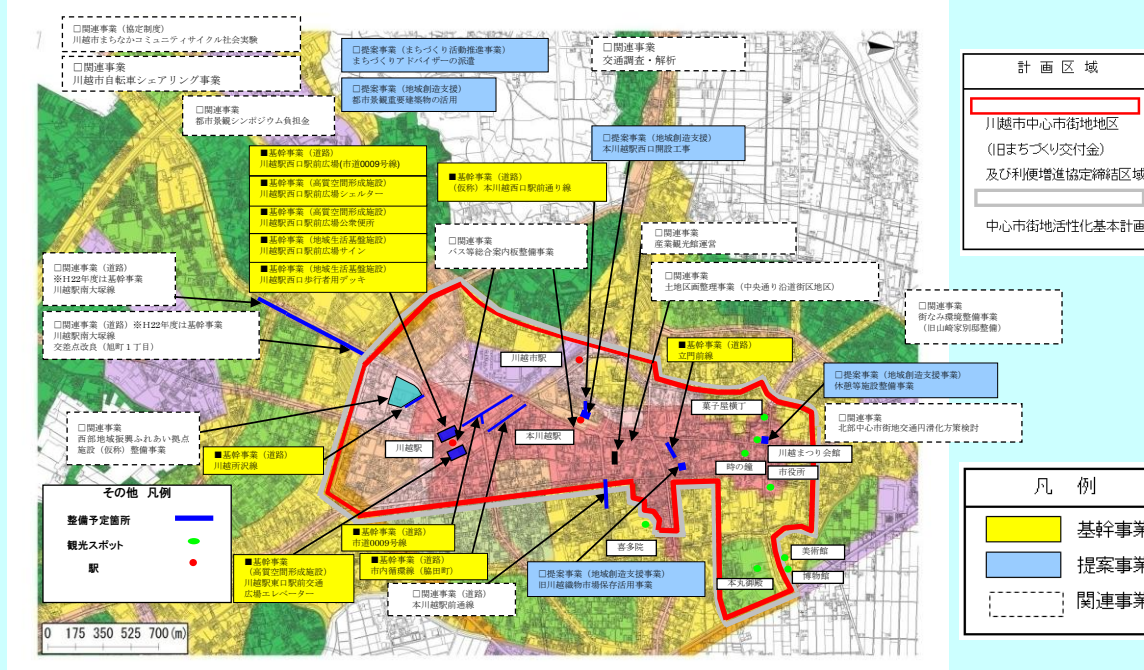 □関連事業（協定制度）
川越市まちなかコミュニティサイクル社会実験
□関連事業
川越市自転車シェアリング事業
□関連事業
都市景観シンポジウム負担金
□提案事業（まちづくり活動推進事業）
まちづくりアドバイザーの派遣
□提案事業（地域創造支援）
都市景観重要建築物の活用
□関連事業
交通調査・解析
□提案事業（地域創造支援）
本川越駅西口開設工事
■基幹事業（道路）
川越駅西口駅前広場(市道0009号線)
■基幹事業（高質空間形成施設）
川越駅西口駅前広場シェルター
■基幹事業（高質空間形成施設）
川越駅西口駅前広場公衆便所
■基幹事業（地域生活基盤施設）
川越駅西口駅前広場サイン
■基幹事業（地域生活基盤施設）
川越駅西口歩行者用デッキ
■基幹事業（道路）
（仮称）本川越西口駅前通り線
□関連事業
バス等総合案内板整備事業
□関連事業
産業観光館運営
□関連事業
土地区画整理事業（中央通り沿道街区地区）
□関連事業（道路）
※H22年度は基幹事業
川越駅南大塚線
□関連事業（道路）※H22年度は基幹事業
川越駅南大塚線
交差点改良（旭町１丁目）
□関連事業
街なみ環境整備事業
（旧山崎家別邸整備）
■基幹事業（道路）
立門前線
□提案事業（地域創造支援事業）
休憩等施設整備事業
□関連事業
北部中心市街地交通円滑化方策検討
□関連事業
西部地域振興ふれあい拠点
施設（仮称）整備事業
■基幹事業（道路）
川越所沢線
川越市駅
川越駅
本川越駅
菓子屋横丁
川越まつり会館
時の鐘
市役所
喜多院
美術館
博物館
本丸御殿
その他 凡例
整備予定箇所
観光スポット
駅
■基幹事業
（高質空間形成施設）
川越駅東口駅前交通
広場エレベーター
■基幹事業（道路）
市道0009号線
■基幹事業（道路）
市内循環線（脇田町）
□関連事業（道路）
本川越駅前通線
□提案事業（地域創造支援事業）
旧川越織物市場保存活用事業
0 175 350 525 700(m)
計画区域
川越市中心市街地地区
(旧まちづくり交付金)
及び利便増進協定締結区域
中心市街地活性化基本計画
凡 例
基幹事業
提案事業
関連事業